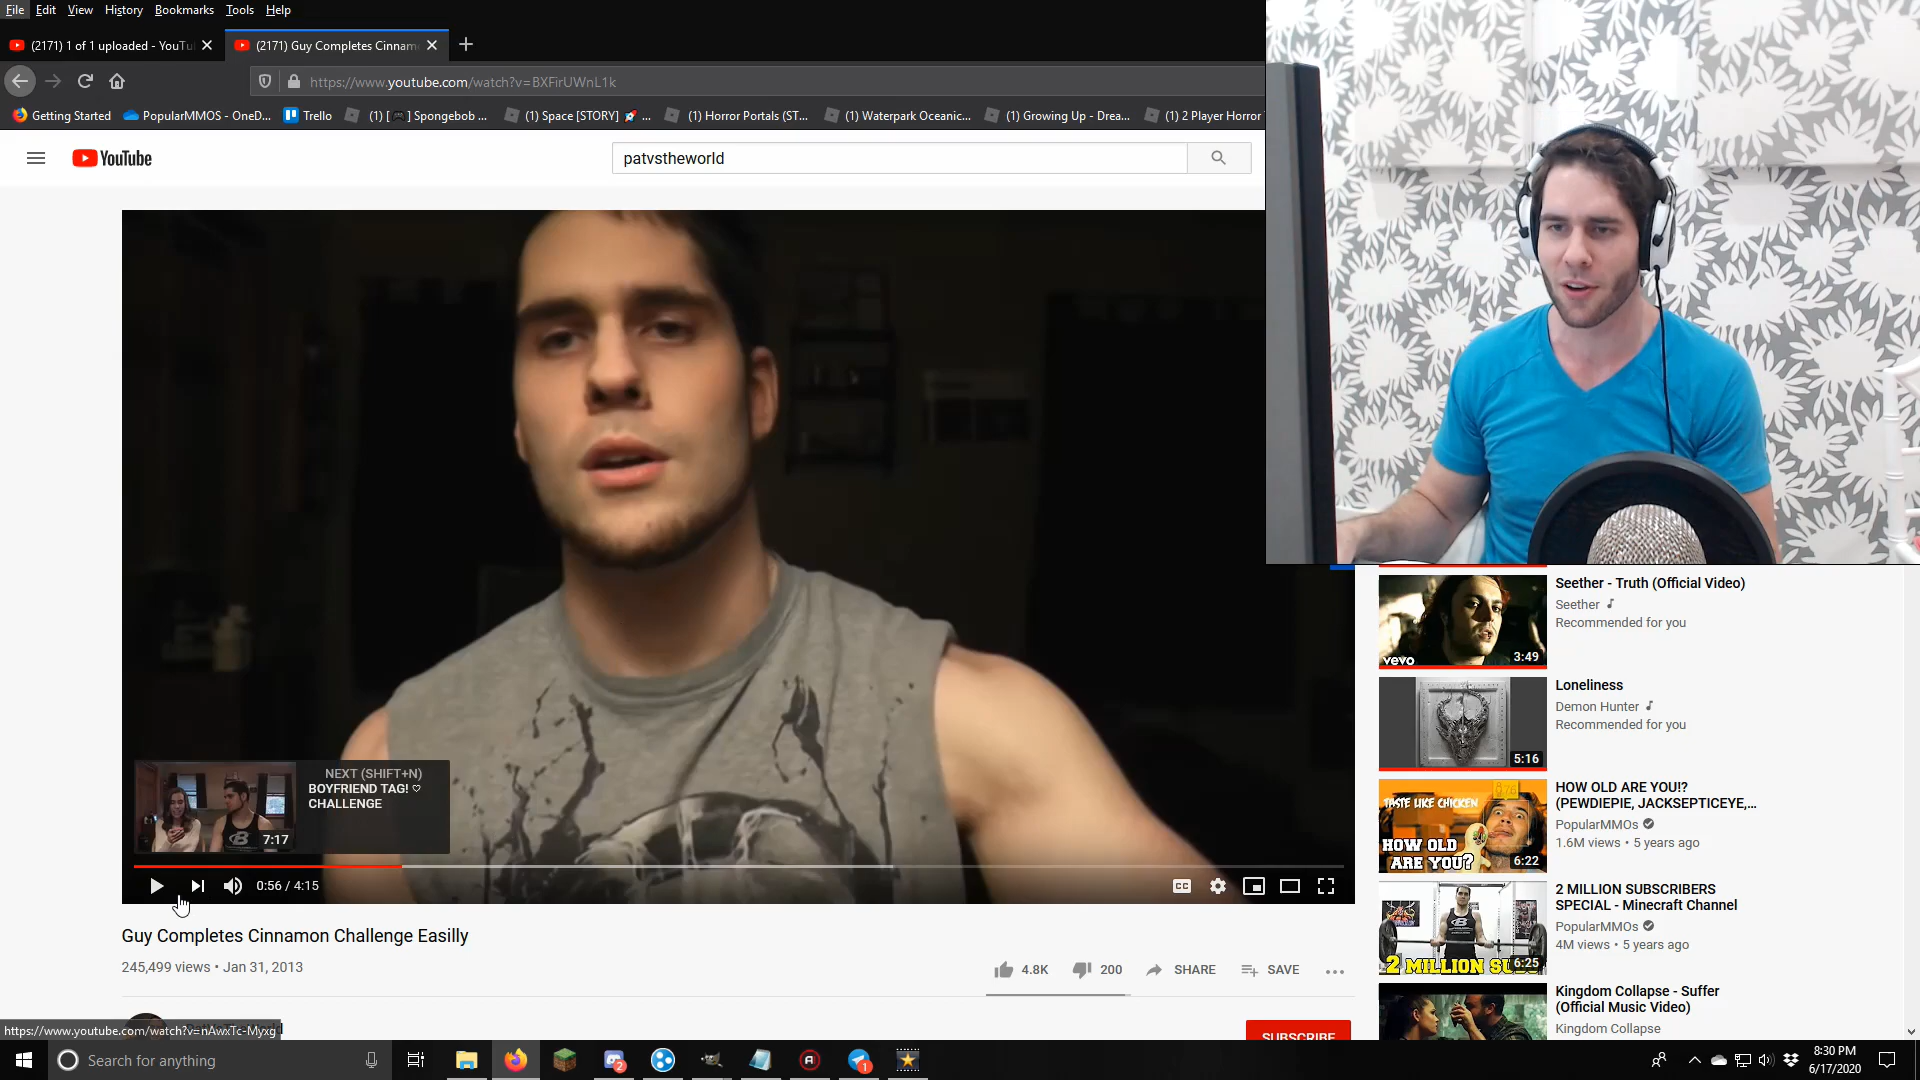 File Edit View History Bookmarks Tools Help
(2171) 1 of 1 uploaded - YouTu
(2171) Guy Completes Cinnam
https://www.youtube.com/watch?v=BXFirUWnL1k
Getting Started
PopularMMOS - OneD...
Trello
(1) [🎮] Spongebob ...
(1) Space [STORY] 🚀 ...
(1) Horror Portals (ST...
(1) Waterpark Oceanic...
(1) Growing Up - Drea...
(1) 2 Player Horror
YouTube
patvstheworld
NEXT (SHIFT+N)
BOYFRIEND TAG! ♡
CHALLENGE
7:17
0:56 / 4:15
CC
Guy Completes Cinnamon Challenge Easilly
245,499 views • Jan 31, 2013
4.8K
200
SHARE
SAVE
SUBSCRIBE
https://www.youtube.com/watch?v=nAwxTc-Myxg
Seether - Truth (Official Video)
Seether
Recommended for you
vevo
3:49
Loneliness
Demon Hunter
Recommended for you
5:16
HOW OLD ARE YOU!?
(PEWDIEPIE, JACKSEPTICEYE,...
PopularMMOs
1.6M views • 5 years ago
TASTE LIKE CHICKEN
HOW OLD
ARE YOU?
6:22
2 MILLION SUBSCRIBERS
SPECIAL - Minecraft Channel
PopularMMOs
4M views • 5 years ago
2 MILLION SUBS
6:25
Kingdom Collapse - Suffer
(Official Music Video)
Kingdom Collapse
Search for anything
2
1
8:30 PM
6/17/2020